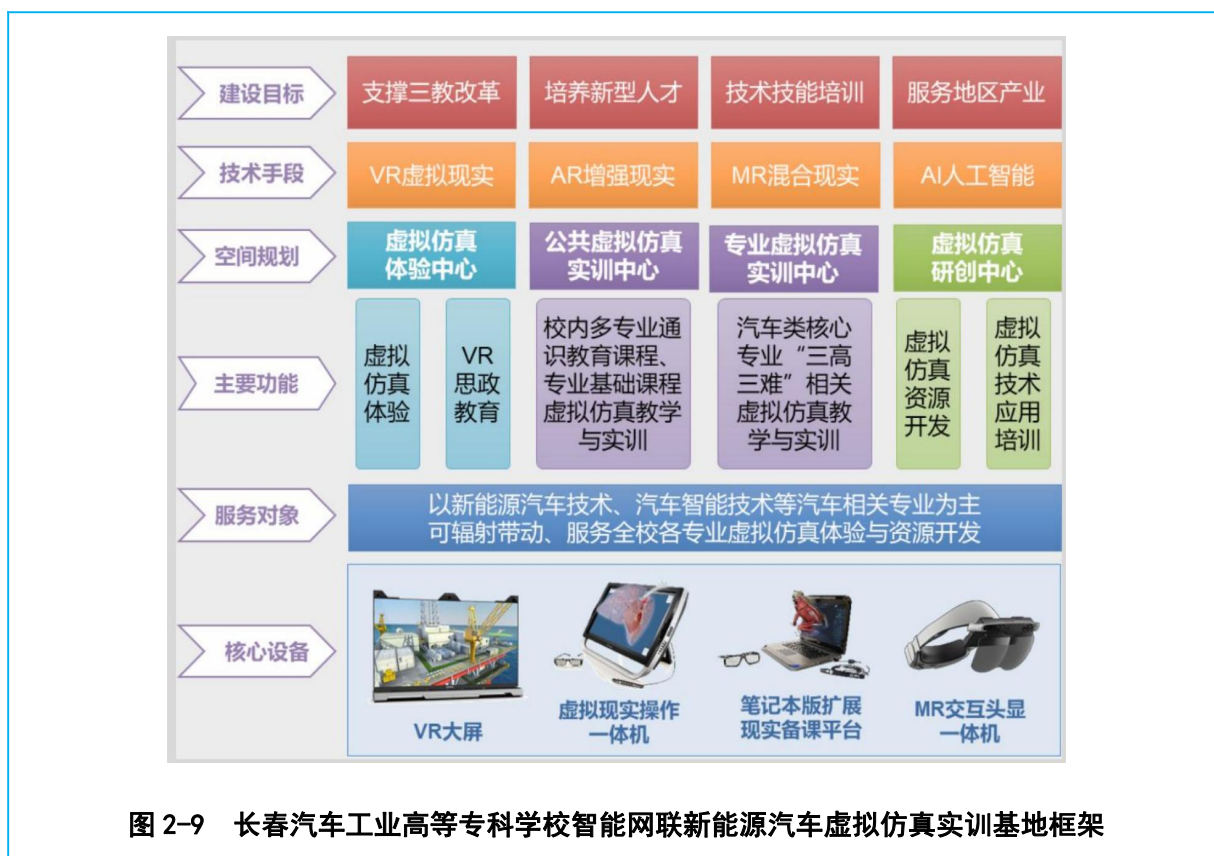 建设目标
支撑三教改革
培养新型人才
技术技能培训
服务地区产业
技术手段
VR虚拟现实
AR增强现实
MR混合现实
AI人工智能
空间规划
虚拟仿真
体验中心
公共虚拟仿真
实训中心
专业虚拟仿真
实训中心
虚拟仿真
研创中心
主要功能
虚拟
仿真
体验
VR
思政
教育
校内多专业通
识教育课程、
专业基础课程
虚拟仿真教学
与实训
汽车类核心
专业“三高
三难”相关
虚拟仿真教
学与实训
虚拟
仿真
资源
开发
虚拟
仿真
技术
应用
培训
服务对象
以新能源汽车技术、汽车智能技术等汽车相关专业为主
可辐射带动、服务全校各专业虚拟仿真体验与资源开发
核心设备
VR大屏
虚拟现实操作
一体机
笔记本版扩展
现实备课平台
MR交互头显
一体机
图 2-9 长春汽车工业高等专科学校智能网联新能源汽车虚拟仿真实训基地框架